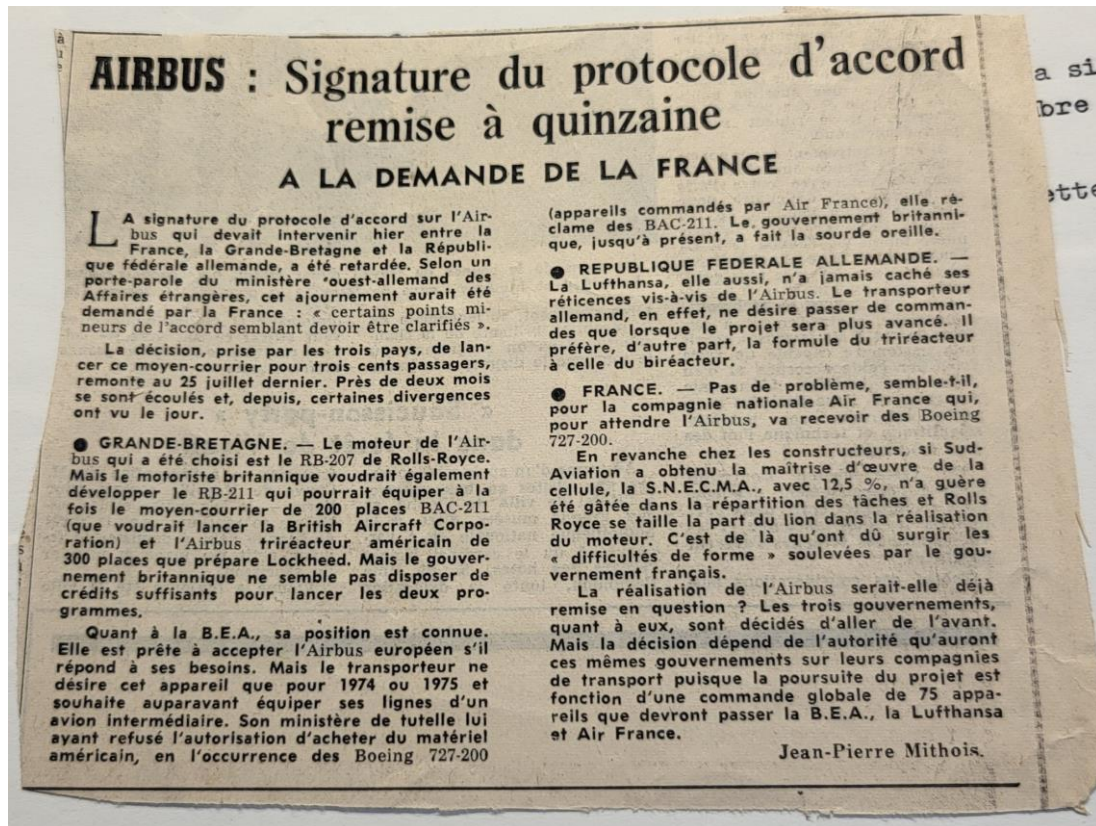 AIRBUS : Signature du protocole d'accord
remise à quinzaine
A LA DEMANDE DE LA FRANCE
LA signature du protocole d'accord sur l'Air-
bus qui devait intervenir hier entre la
France, la Grande-Bretagne et la Républi-
que fédérale allemande, a été retardée. Selon un
porte-parole du ministère ouest-allemand des
Affaires étrangères, cet ajournement aurait été
demandé par la France : « certains points mi-
neurs de l'accord semblant devoir être clarifiés ».
La décision, prise par les trois pays, de lan-
cer ce moyen-courrier pour trois cents passagers,
remonte au 25 juillet dernier. Près de deux mois
se sont écoulés et, depuis, certaines divergences
ont vu le jour.
● GRANDE-BRETAGNE. — Le moteur de l'Air-
bus qui a été choisi est le RB-207 de Rolls-Royce.
Mais le motoriste britannique voudrait également
développer le RB-211 qui pourrait équiper à la
fois le moyen-courrier de 200 places BAC-211
(que voudrait lancer la British Aircraft Corpo-
ration) et l'Airbus triréacteur américain de
300 places que prépare Lockheed. Mais le gouver-
nement britannique ne semble pas disposer de
crédits suffisants pour lancer les deux pro-
grammes.
Quant à la B.E.A., sa position est connue.
Elle est prête à accepter l'Airbus européen s'il
répond à ses besoins. Mais le transporteur ne
désire cet appareil que pour 1974 ou 1975 et
souhaite auparavant équiper ses lignes d'un
avion intermédiaire. Son ministère de tutelle lui
ayant refusé l'autorisation d'acheter du matériel
américain, en l'occurrence des Boeing 727-200
(appareils commandés par Air France), elle ré-
clame des BAC-211. Le gouvernement britanni-
que, jusqu'à présent, a fait la sourde oreille.
● REPUBLIQUE FEDERALE ALLEMANDE. —
La Lufthansa, elle aussi, n'a jamais caché ses
réticences vis-à-vis de l'Airbus. Le transporteur
allemand, en effet, ne désire passer de comman-
des que lorsque le projet sera plus avancé. Il
préfère, d'autre part, la formule du triréacteur
à celle du biréacteur.
● FRANCE. — Pas de problème, semble-t-il,
pour la compagnie nationale Air France qui,
pour attendre l'Airbus, va recevoir des Boeing
727-200.
En revanche chez les constructeurs, si Sud-
Aviation a obtenu la maîtrise d'œuvre de la
cellule, la S.N.E.C.M.A., avec 12,5 %, n'a guère
été gâtée dans la répartition des tâches et Rolls
Royce se taille la part du lion dans la réalisation
du moteur. C'est de là qu'ont dû surgir les
« difficultés de forme » soulevées par le gou-
vernement français.
La réalisation de l'Airbus serait-elle déjà
remise en question ? Les trois gouvernements,
quant à eux, sont décidés d'aller de l'avant.
Mais la décision dépend de l'autorité qu'auront
ces mêmes gouvernements sur leurs compagnies
de transport puisque la poursuite du projet est
fonction d'une commande globale de 75 appa-
reils que devront passer la B.E.A., la Lufthansa
et Air France.
Jean-Pierre Mithois.
a si
bre
ette